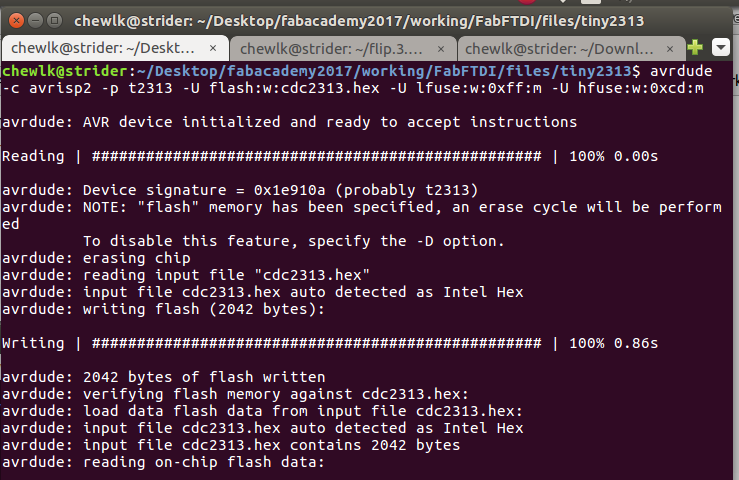 chewlk@strider: ~/Desktop/fabacademy2017/working/FabFTDI/files/tiny2313
chewlk@strider: ~/Deskt... × chewlk@strider: ~/flip.3.... × chewlk@strider: ~/Downl... ×
chewlk@strider:~/Desktop/fabacademy2017/working/FabFTDI/files/tiny2313$ avrdude
-c avrisp2 -p t2313 -U flash:w:cdc2313.hex -U lfuse:w:0xff:m -U hfuse:w:0xcd:m
avrdude: AVR device initialized and ready to accept instructions
Reading | ################################################## | 100% 0.00s
avrdude: Device signature = 0x1e910a (probably t2313)
avrdude: NOTE: "flash" memory has been specified, an erase cycle will be perform
ed
To disable this feature, specify the -D option.
avrdude: erasing chip
avrdude: reading input file "cdc2313.hex"
avrdude: input file cdc2313.hex auto detected as Intel Hex
avrdude: writing flash (2042 bytes):
Writing | ################################################## | 100% 0.86s
avrdude: 2042 bytes of flash written
avrdude: verifying flash memory against cdc2313.hex:
avrdude: load data flash data from input file cdc2313.hex:
avrdude: input file cdc2313.hex auto detected as Intel Hex
avrdude: input file cdc2313.hex contains 2042 bytes
avrdude: reading on-chip flash data: